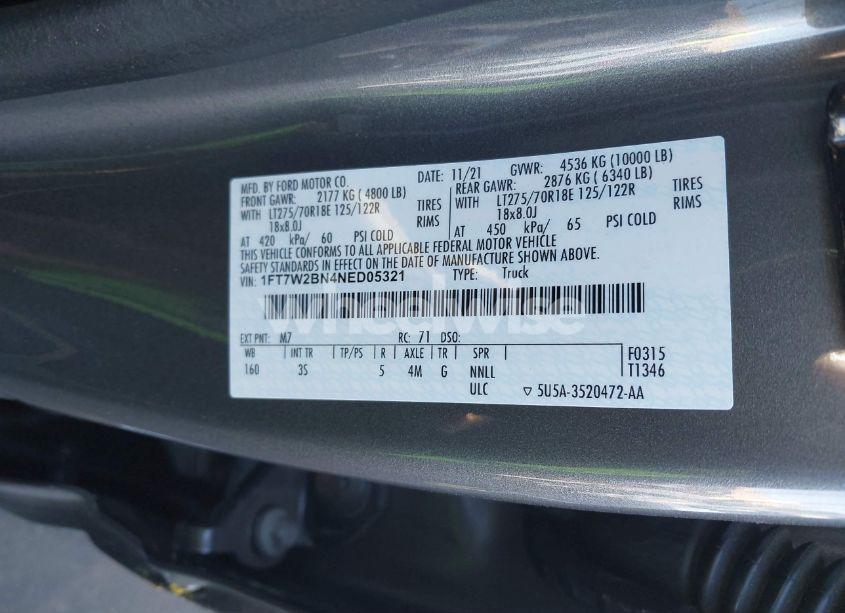 MFD. BY FORD MOTOR CO. DATE: 11/21 GVWR: 4536 KG (10000 LB)
FRONT GAWR: 2177 KG ( 4800 LB) REAR GAWR: 2876 KG ( 6340 LB)
WITH LT275/70R18E 125/122R TIRES WITH LT275/70R18E 125/122R TIRES
18x8.0J RIMS 18x8.0J RIMS
AT 420 kPa/ 60 PSI COLD AT 450 kPa/ 65 PSI COLD
THIS VEHICLE CONFORMS TO ALL APPLICABLE FEDERAL MOTOR VEHICLE
SAFETY STANDARDS IN EFFECT ON THE DATE OF MANUFACTURE SHOWN ABOVE.
VIN: 1FT7W2BN4NED05321 TYPE: Truck
wheelwise
EXT PNT: M7 RC: 71 DSO:
WB INT TR TP/PS R AXLE TR SPR F0315
160 3S 5 4M G NNLL T1346
ULC ▽ 5U5A-3520472-AA